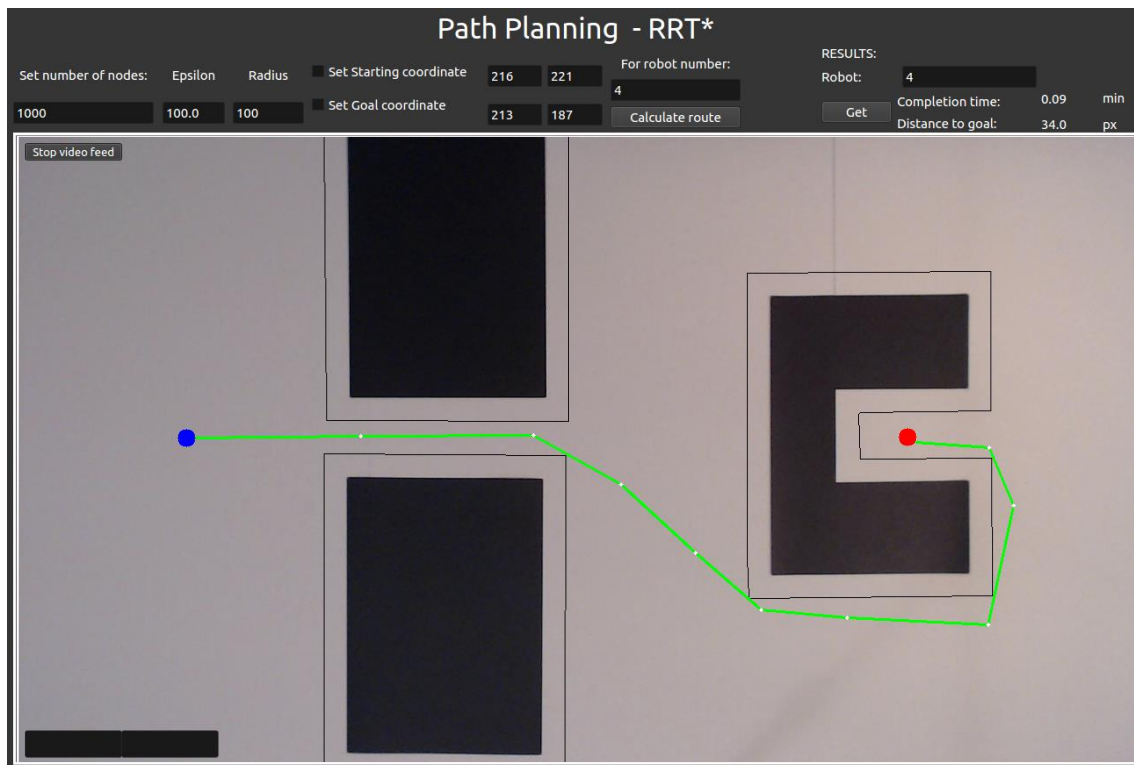 Path Planning - RRT*
Set number of nodes: Epsilon Radius
1000 100.0 100
Set Starting coordinate 216 221
Set Goal coordinate 213 187
For robot number:
4
Calculate route
RESULTS:
Robot: 4
Get
Completion time: 0.09 min
Distance to goal: 34.0 px
Stop video feed